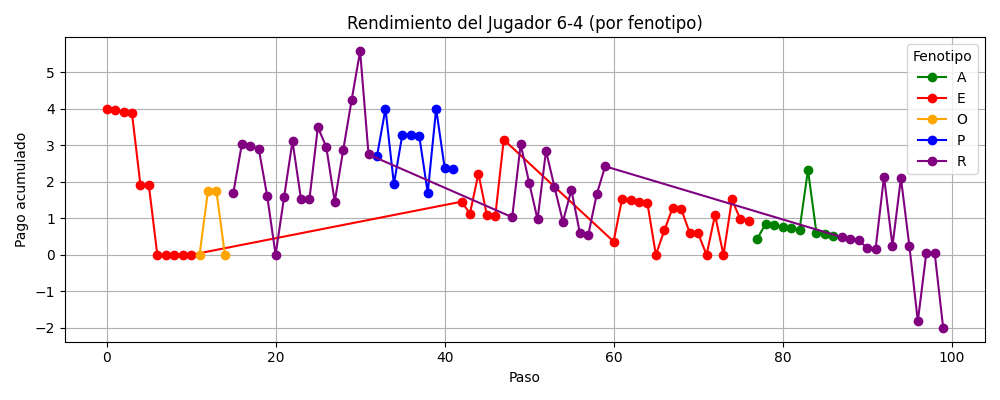 Rendimiento del Jugador 6-4 (por fenotipo)
Pago acumulado
5
4
3
2
1
0
−1
−2
0 20 40 60 80 100
Paso
Fenotipo
A
E
O
P
R